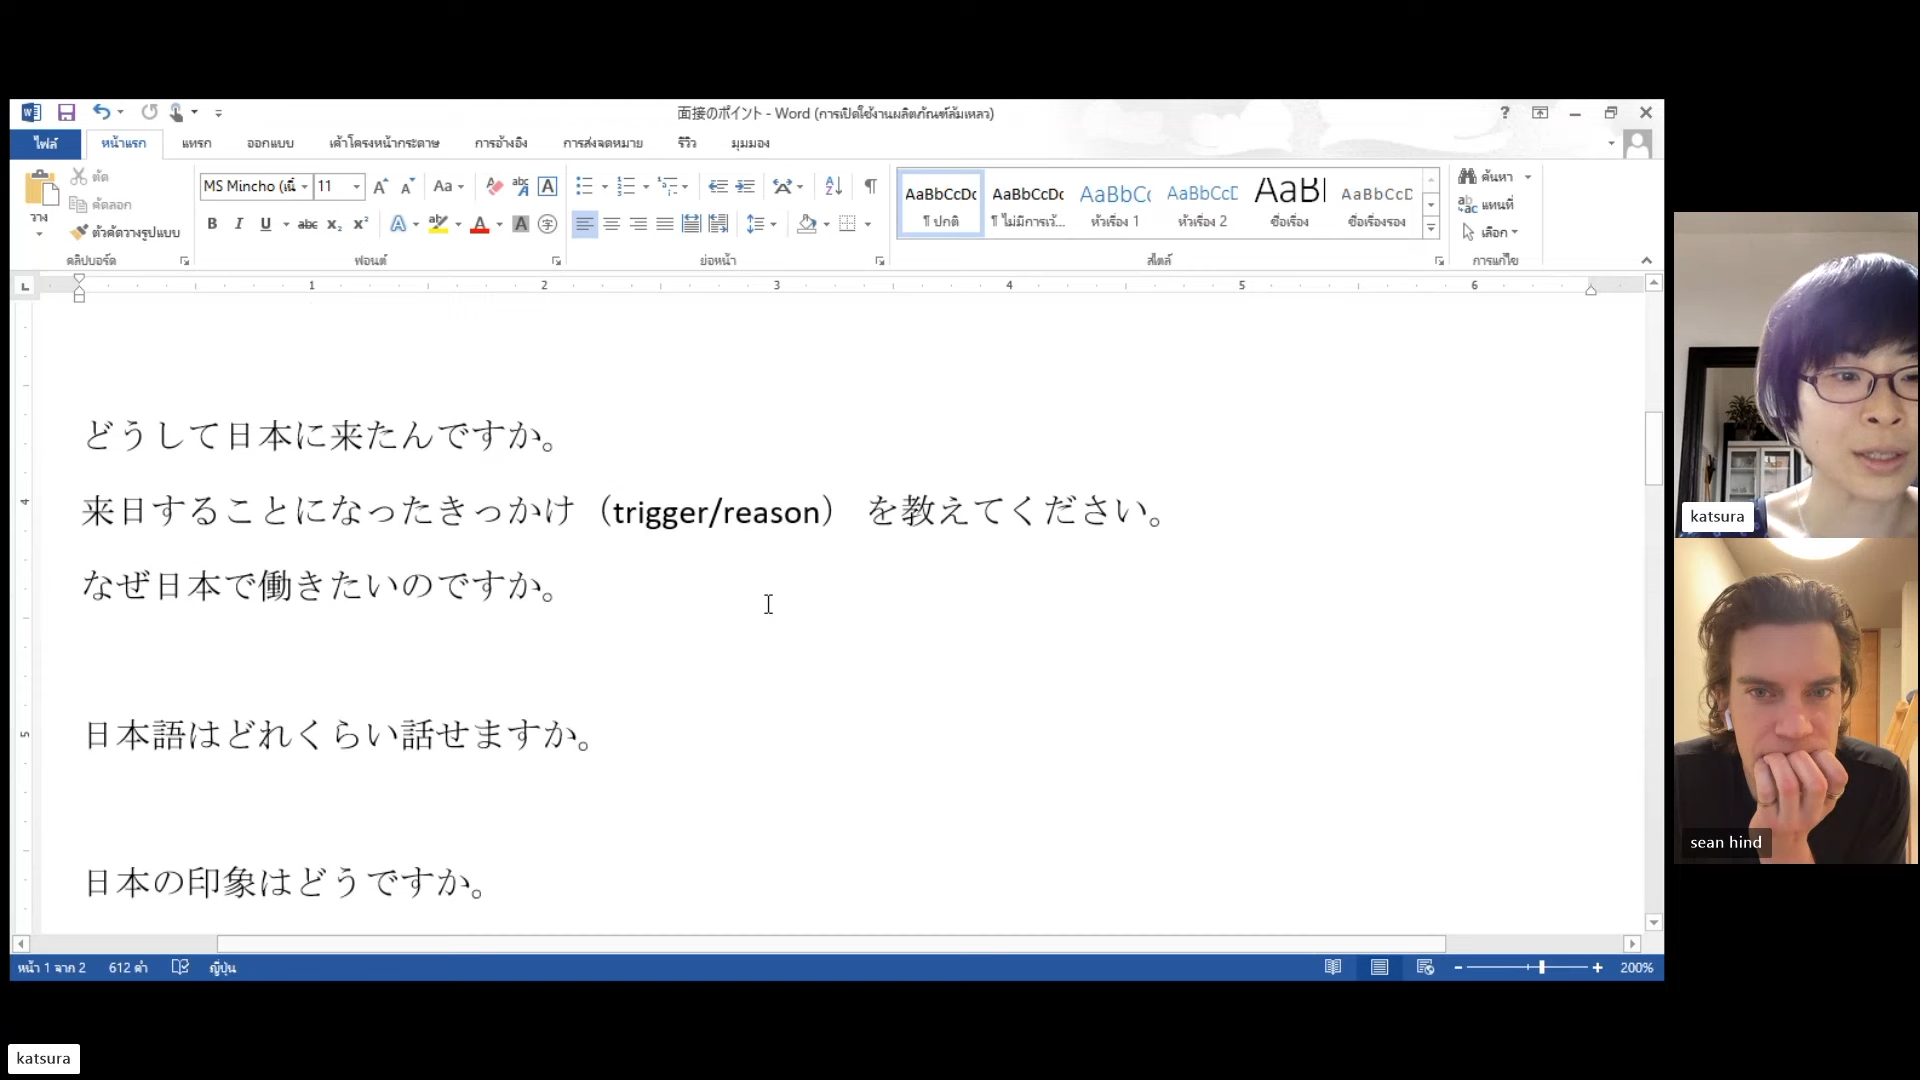 面接のポイント - Word (การเปิดใช้งานผลิตภัณฑ์ล้มเหลว)
ไฟล์ หน้าแรก แทรก ออกแบบ เค้าโครงหน้ากระดาษ การอ้างอิง การส่งจดหมาย รีวิว มุมมอง
วาง
ตัด
คัดลอก
ตัวคัดวางรูปแบบ
คลิปบอร์ด
MS Mincho (เนื้ 11
ฟอนต์
ย่อหน้า
AaBbCcDc AaBbCcDc AaBbC AaBbCcD AaBl AaBbCcD
¶ ปกติ ¶ ไม่มีการเว้... หัวเรื่อง 1 หัวเรื่อง 2 ชื่อเรื่อง ชื่อเรื่องรอง
สไตล์
ค้นหา
แทนที่
เลือก
การแก้ไข
1 2 3 4 5 6
どうして日本に来たんですか。
来日することになったきっかけ（trigger/reason） を教えてください。
なぜ日本で働きたいのですか。
日本語はどれくらい話せますか。
日本の印象はどうですか。
4
5
หน้า 1 จาก 2 612 คำ ญี่ปุ่น 200%
katsura
sean hind
katsura